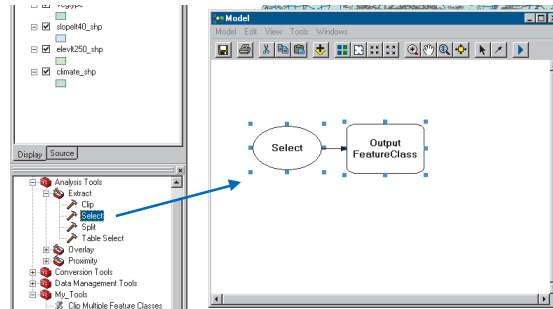 vegtype
slopelt40_shp
elevlt250_shp
climate_shp
Display Source
Analysis Tools
Extract
Clip
Select
Split
Table Select
Overlay
Proximity
Conversion Tools
Data Management Tools
My_Tools
Clip Multiple Feature Classes
Model
Model Edit View Tools Windows
Select
Output
FeatureClass